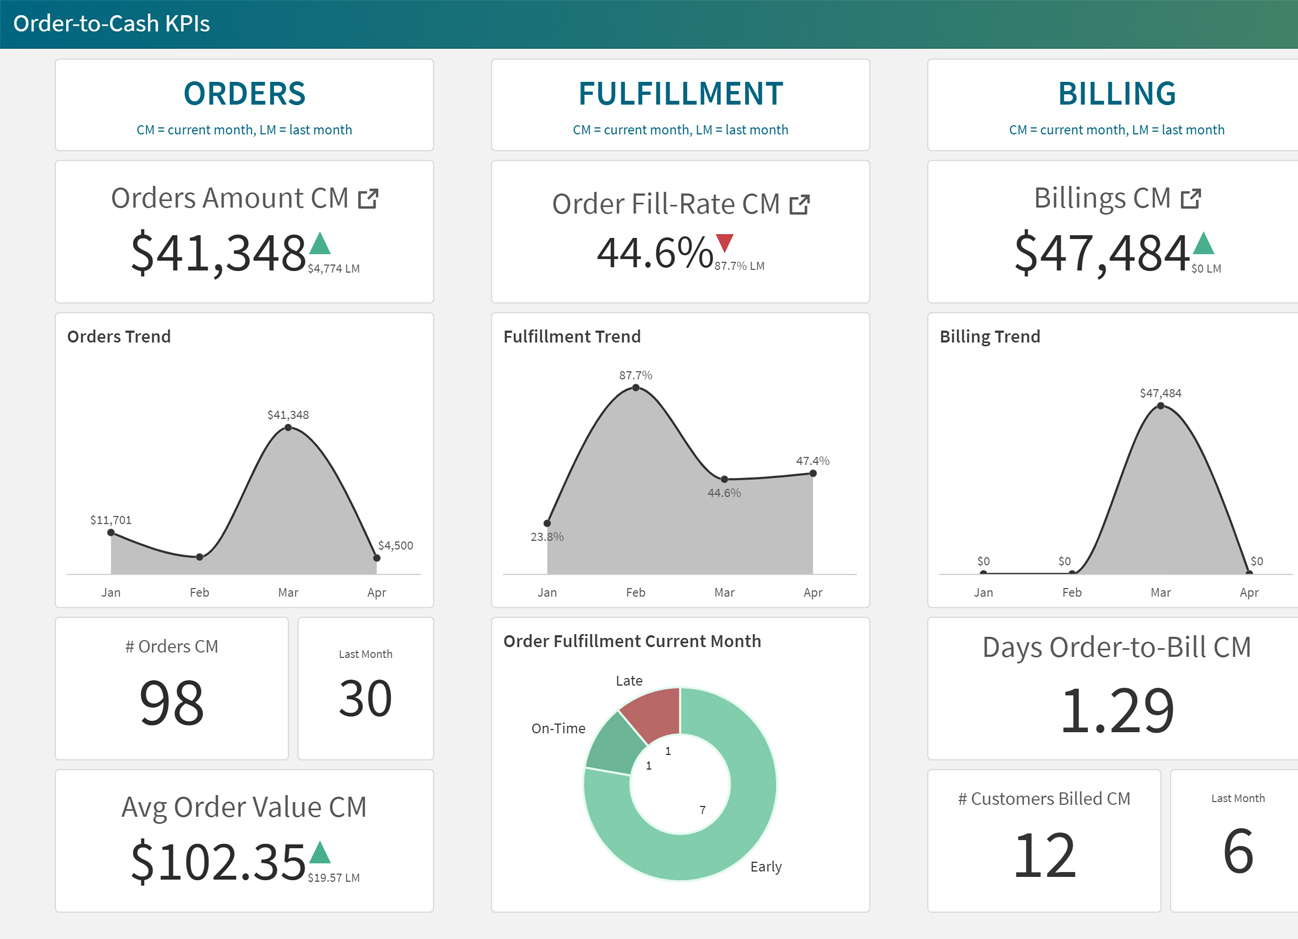 Order-to-Cash KPIs
ORDERS
CM = current month, LM = last month
Orders Amount CM
$41,348
$4,774 LM
Orders Trend
$41,348
$11,701
$4,500
Jan Feb Mar Apr
# Orders CM
98
Last Month
30
Avg Order Value CM
$102.35
$19.57 LM
FULFILLMENT
CM = current month, LM = last month
Order Fill-Rate CM
44.6%
87.7% LM
Fulfillment Trend
87.7%
47.4%
44.6%
23.8%
Jan Feb Mar Apr
Order Fulfillment Current Month
Late
On-Time
1
1
7
Early
BILLING
CM = current month, LM = last month
Billings CM
$47,484
$0 LM
Billing Trend
$47,484
$0 $0 $0
Jan Feb Mar Apr
Days Order-to-Bill CM
1.29
# Customers Billed CM
12
Last Month
6